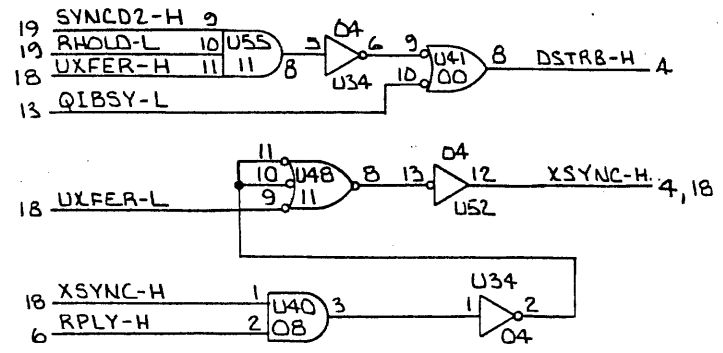 19 SYNCD2-H 9
19 RHOLD-L 10 U55
18 UXFER-H 11 11 8
5 04 6
U34
9 U41 8 DSTRB-H 4
10 00
13 QIBSY-L
11
10 U48 8 13 04 12 XSYNC-H 4,18
18 UXFER-L 9 11
U52
18 XSYNC-H 1 U40 3 1 U34 2
6 RPLY-H 2 08
04